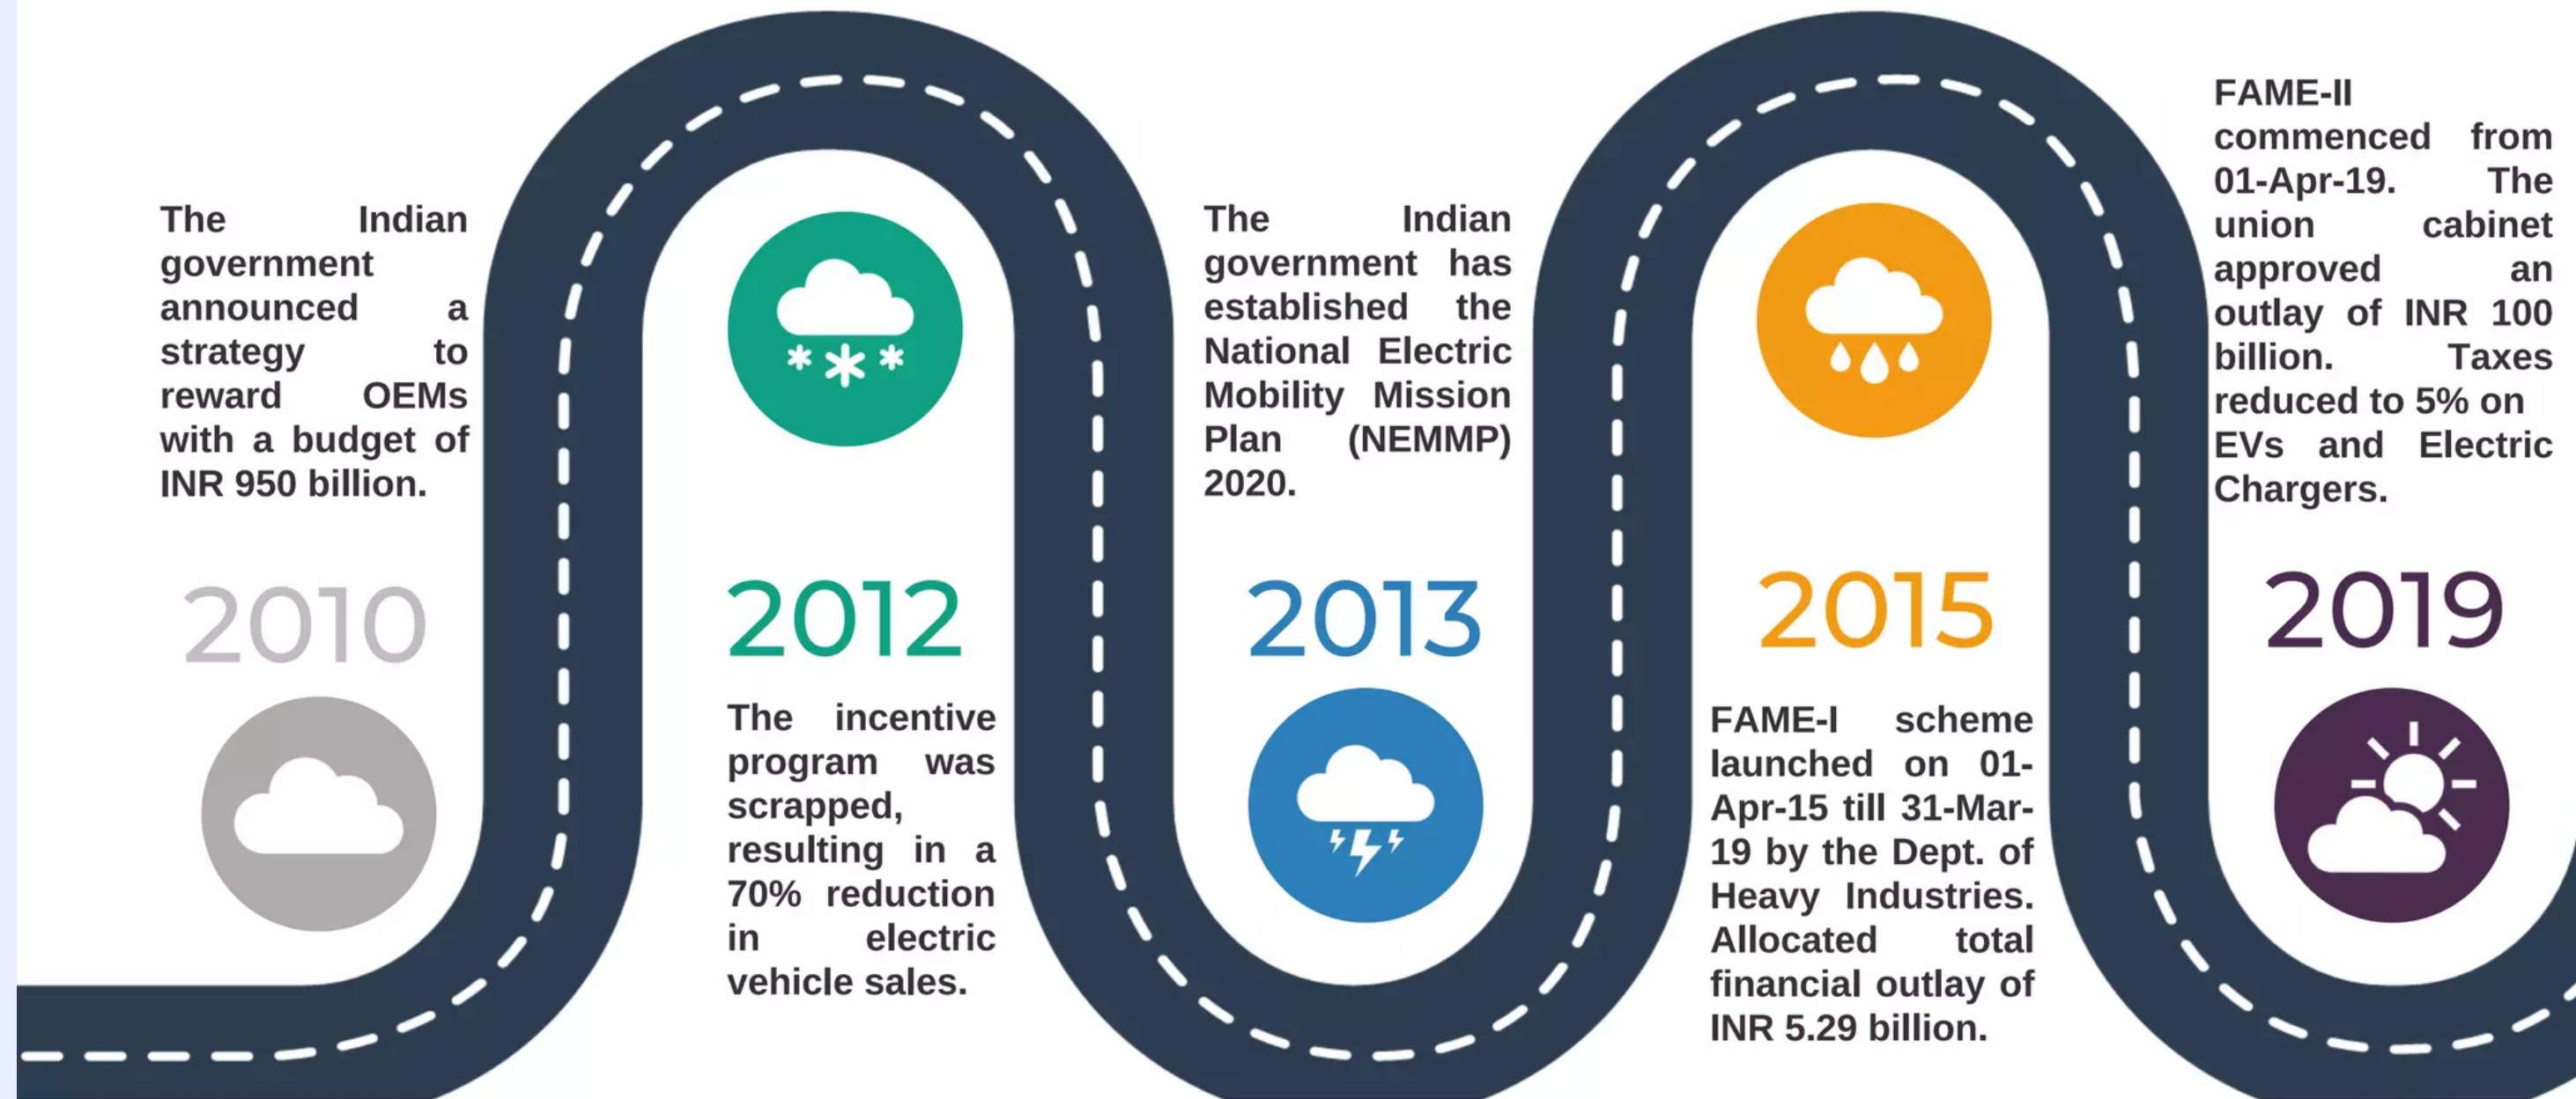 The Indian
government
announced a
strategy to
reward OEMs
with a budget of
INR 950 billion.
2010
2012
The incentive
program was
scrapped,
resulting in a
70% reduction
in electric
vehicle sales.
The Indian
government has
established the
National Electric
Mobility Mission
Plan (NEMMP)
2020.
2013
2015
FAME-I scheme
launched on 01-
Apr-15 till 31-Mar-
19 by the Dept. of
Heavy Industries.
Allocated total
financial outlay of
INR 5.29 billion.
FAME-II
commenced from
01-Apr-19. The
union cabinet
approved an
outlay of INR 100
billion. Taxes
reduced to 5% on
EVs and Electric
Chargers.
2019